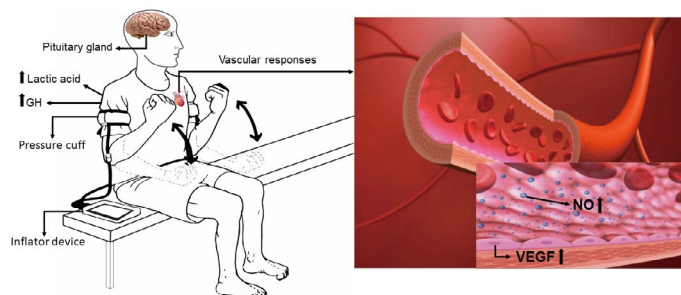 Pituitary gland
Vascular responses
⬆Lactic acid
⬆GH
Pressure cuff
Inflator device
NO⬆
VEGF⬆